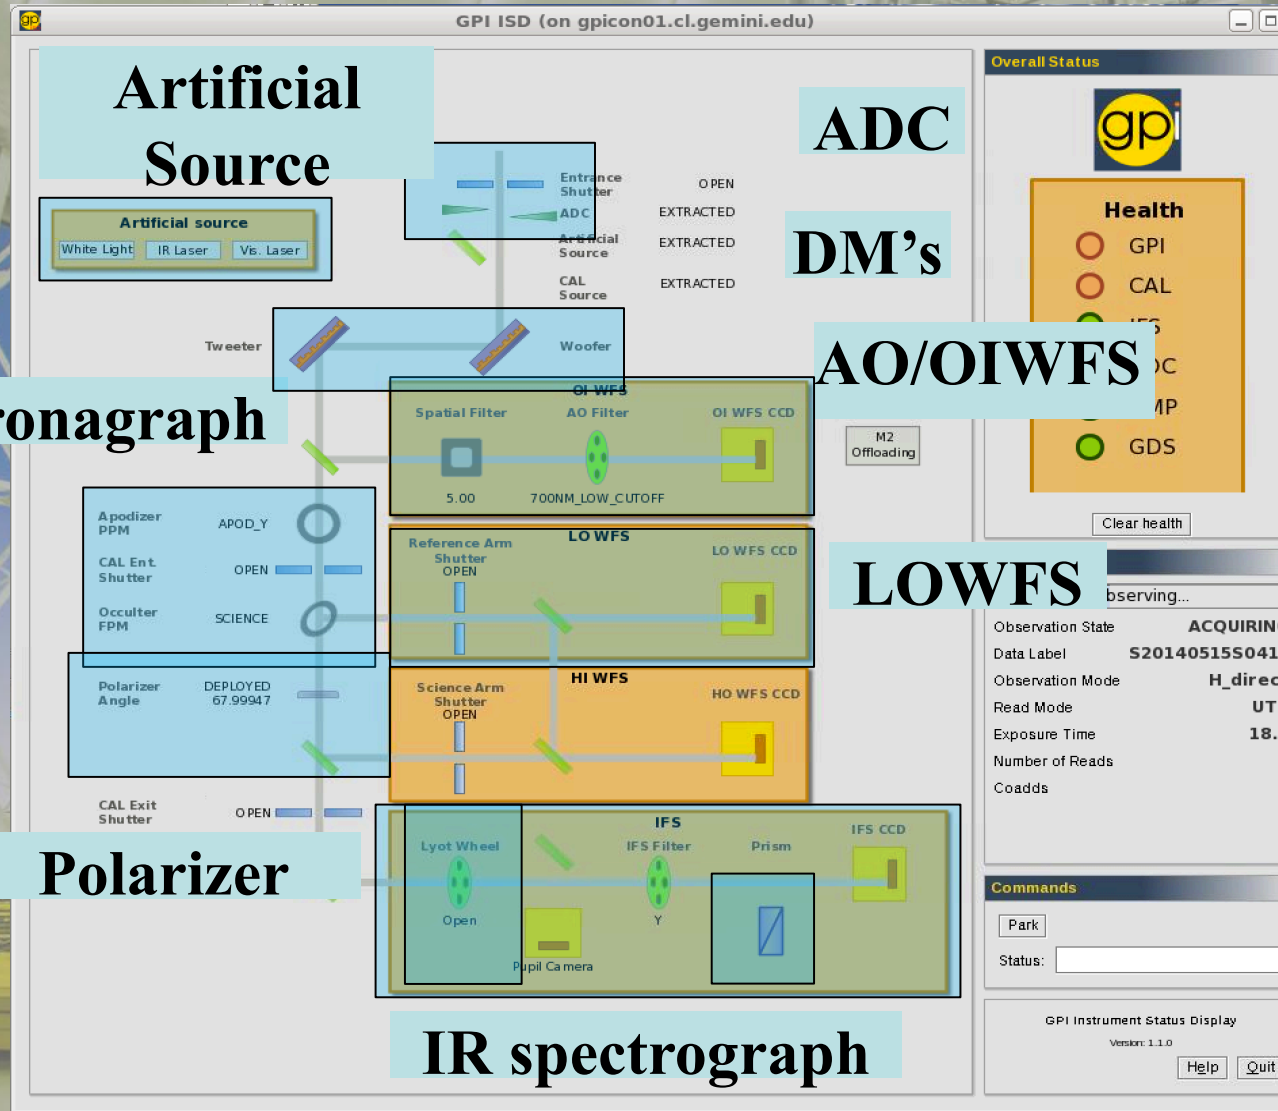 GPI ISD (on gpicon01.cl.gemini.edu)
Artificial
Source
ADC
DM's
AO/OIWFS
ronagraph
LOWFS
Polarizer
IR spectrograph
Artificial source
White Light
IR Laser
Vis. Laser
Entrance
Shutter
OPEN
ADC
EXTRACTED
Artificial
Source
EXTRACTED
CAL
Source
EXTRACTED
Tweeter
Woofer
OI WFS
Spatial Filter
AO Filter
OI WFS CCD
5.00
700NM_LOW_CUTOFF
M2
Offloading
Apodizer
PPM
APOD_Y
CAL Ent.
Shutter
OPEN
Occulter
FPM
SCIENCE
LO WFS
Reference Arm
Shutter
OPEN
LO WFS CCD
Polarizer
Angle
DEPLOYED
67.99947
HI WFS
Science Arm
Shutter
OPEN
HO WFS CCD
CAL Exit
Shutter
OPEN
IFS
Lyot Wheel
IFS Filter
Prism
IFS CCD
Open
Y
Pupil Camera
Overall Status
gpi
Health
GPI
CAL
IFS
DC
MP
GDS
Clear health
bserving...
Observation State
ACQUIRIN
Data Label
S20140515S041
Observation Mode
H_direc
Read Mode
UT
Exposure Time
18.
Number of Reads
Coadds
Commands
Park
Status:
GPI Instrument Status Display
Version: 1.1.0
Help
Quit